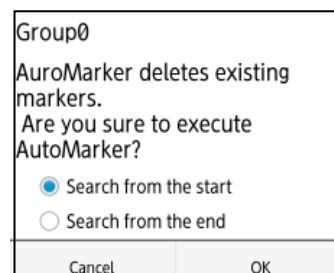 Group0
AuroMarker deletes existing
markers.
Are you sure to execute
AutoMarker?
Search from the start
Search from the end
Cancel OK